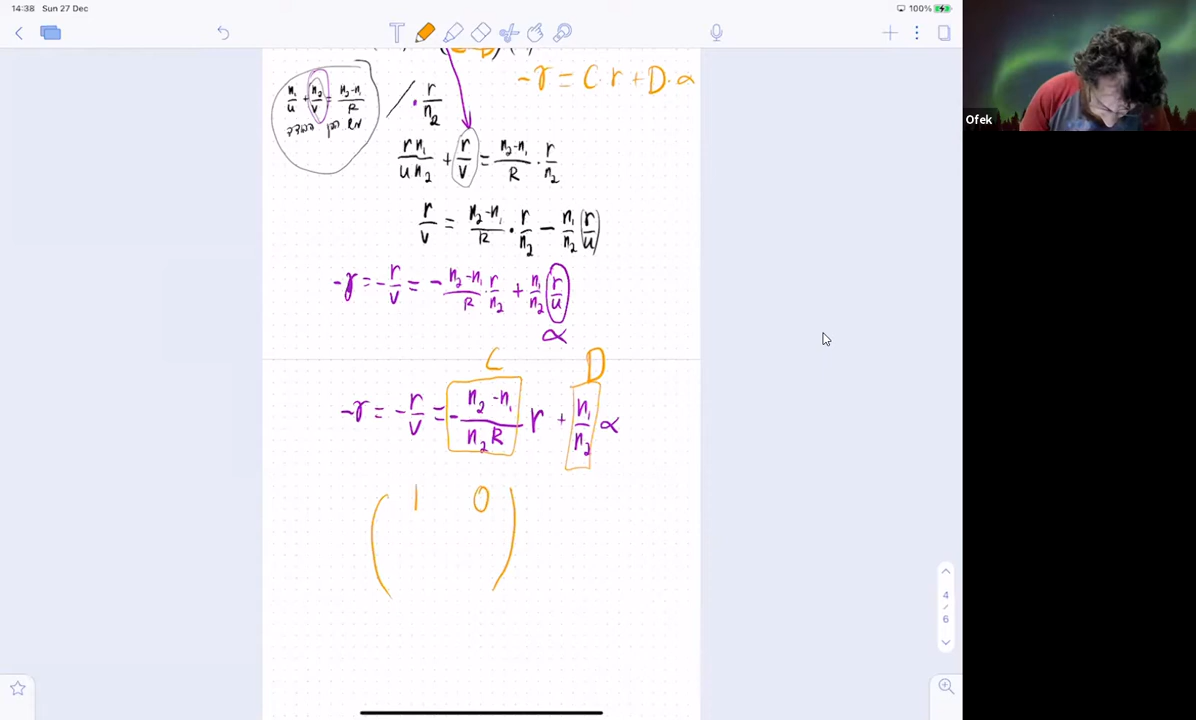 14:38 Sun 27 Dec
100%
T
-γ = C·r + D·α
n₁/u + n₂/v = (n₂-n₁)/R / · r/n₂
rn₁/un₂ + r/v = (n₂-n₁)/R · r/n₂
r/v = (n₂-n₁)/R · r/n₂ - n₁/n₂ (r/u)
-γ = -r/v = - (n₂-n₁)/R · r/n₂ + n₁/n₂ r/u
α
C D
-γ = -r/v = - (n₂-n₁)/(n₂R) r + n₁/n₂ α
( 1 0 )
4
/
6
Ofek